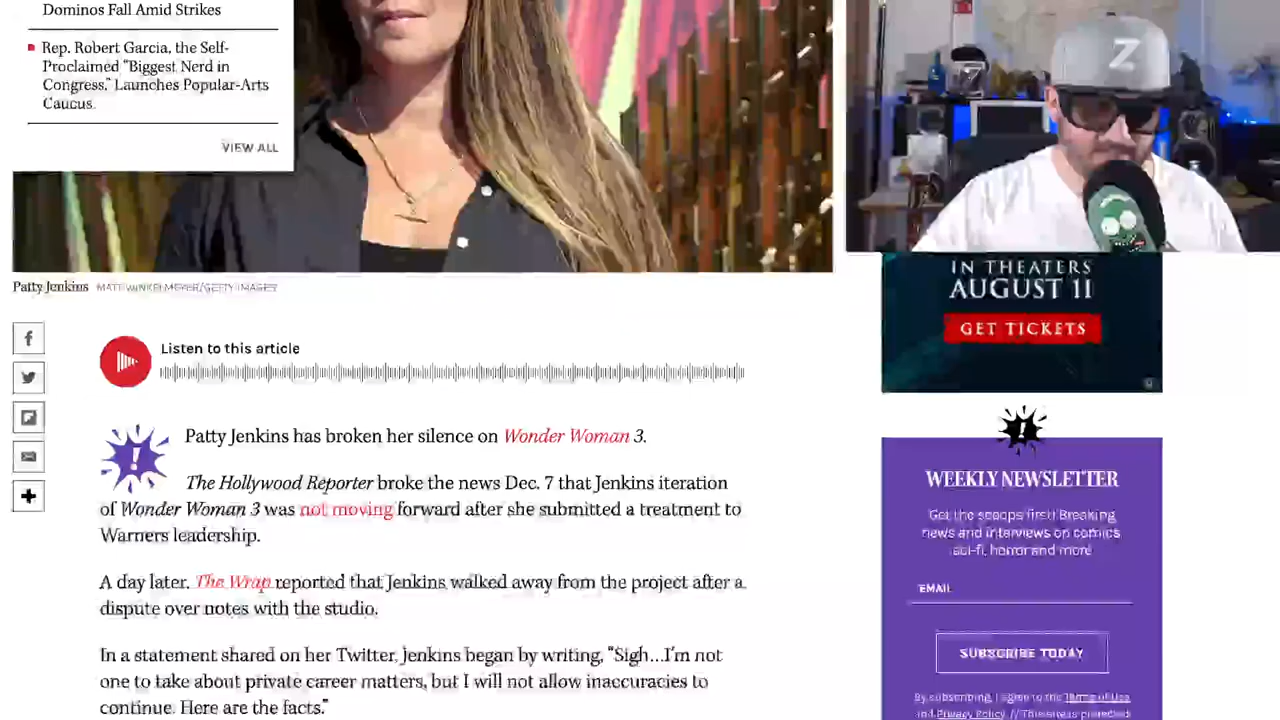 Dominos Fall Amid Strikes
Rep. Robert Garcia, the Self-
Proclaimed "Biggest Nerd in
Congress," Launches Popular-Arts
Caucus
VIEW ALL
Z
IN THEATERS
AUGUST 11
GET TICKETS
Patty Jenkins MATT WINKELMEYER/GETTY IMAGES
Listen to this article
Patty Jenkins has broken her silence on Wonder Woman 3.
The Hollywood Reporter broke the news Dec. 7 that Jenkins iteration
of Wonder Woman 3 was not moving forward after she submitted a treatment to
Warners leadership.
A day later, The Wrap reported that Jenkins walked away from the project after a
dispute over notes with the studio.
In a statement shared on her Twitter, Jenkins began by writing, “Sigh…I’m not
one to take about private career matters, but I will not allow inaccuracies to
continue. Here are the facts.”
WEEKLY NEWSLETTER
Get the scoops first! Breaking
news and interviews on comics
sci-fi, horror and more
EMAIL
SUBSCRIBE TODAY
By subscribing, I agree to the Terms of Use
and Privacy Policy. // This site is protected